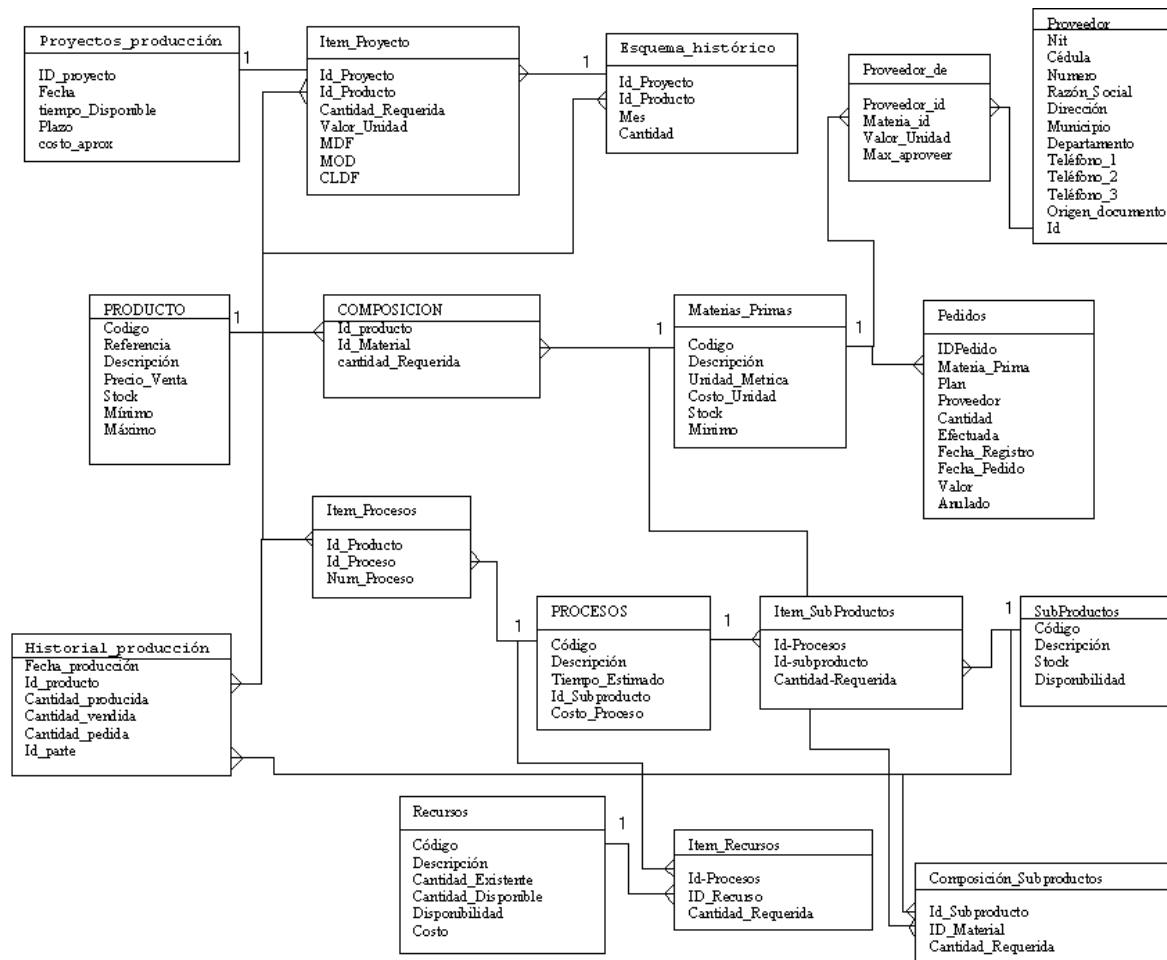 Proyectos_producción
ID_proyecto
Fecha
tiempo_Disponible
Plazo
costo_aprox
1
Item_Proyecto
Id_Proyecto
Id_Producto
Cantidad_Requerida
Valor_Unidad
MDF
MOD
CLDF
1
Esquema_histórico
Id_Proyecto
Id_Producto
Mes
Cantidad
Proveedor_de
Proveedor_id
Materia_id
Valor_Unidad
Max_aproveer
Proveedor
Nit
Cédula
Numero
Razón_Social
Dirección
Municipio
Departamento
Teléfono_1
Teléfono_2
Teléfono_3
Origen_documento
Id
PRODUCTO
Codigo
Referencia
Descripción
Precio_Venta
Stock
Mínimo
Máximo
1
COMPOSICION
Id_producto
Id_Material
cantidad_Requerida
1
Materias_Primas
Codigo
Descripción
Unidad_Metrica
Costo_Unidad
Stock
Minimo
1
Pedidos
IDPedido
Materia_Prima
Plan
Proveedor
Cantidad
Efectuada
Fecha_Registro
Fecha_Pedido
Valor
Anulado
Item_Procesos
Id_Producto
Id_Proceso
Num_Proceso
1
PROCESOS
Código
Descripción
Tiempo_Estimado
Id_Subproducto
Costo_Proceso
1
Item_SubProductos
Id-Procesos
Id-subproducto
Cantidad-Requerida
1
SubProductos
Código
Descripción
Stock
Disponibilidad
Historial_producción
Fecha_producción
Id_producto
Cantidad_producida
Cantidad_vendida
Cantidad_pedida
Id_parte
Recursos
Código
Descripción
Cantidad_Existente
Cantidad_Disponible
Disponibilidad
Costo
1
Item_Recursos
Id-Procesos
ID_Recurso
Cantidad_Requerida
Composición_Subproductos
Id_Subproducto
ID_Material
Cantidad_Requerida